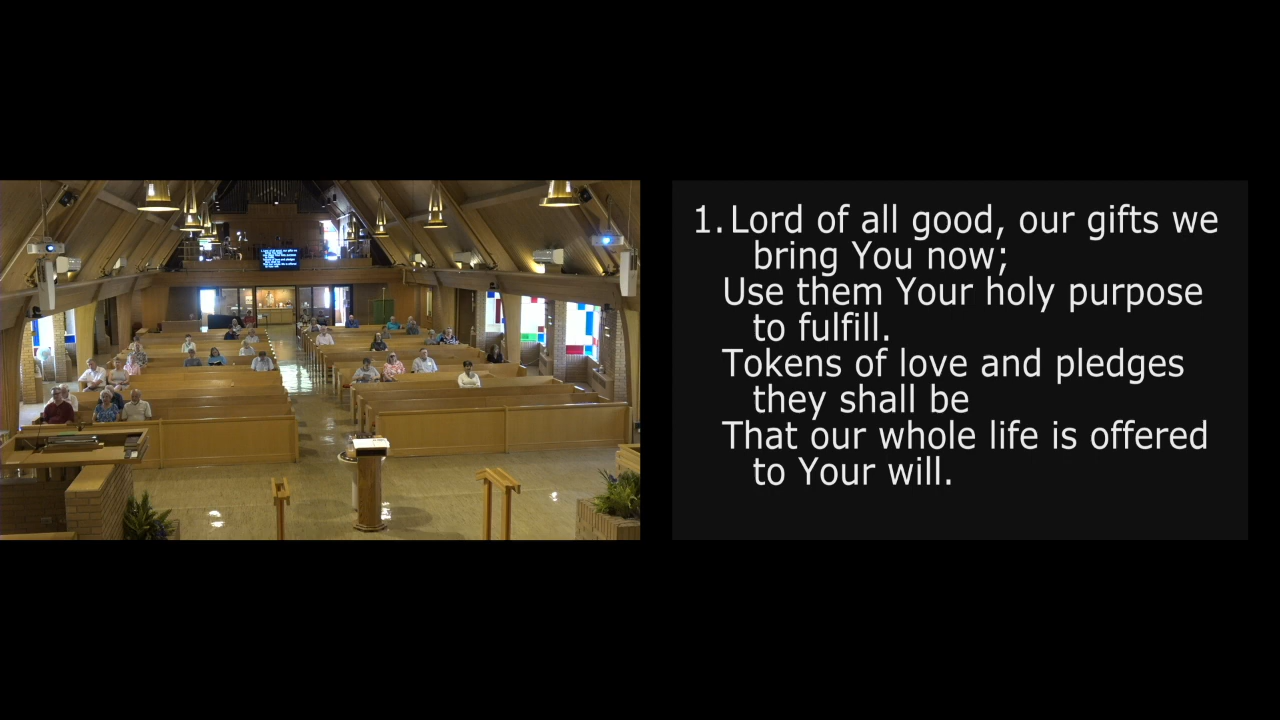 1. Lord of all good, our gifts we
bring You now;
Use them Your holy purpose
to fulfill.
Tokens of love and pledges
they shall be
That our whole life is offered
to Your will.